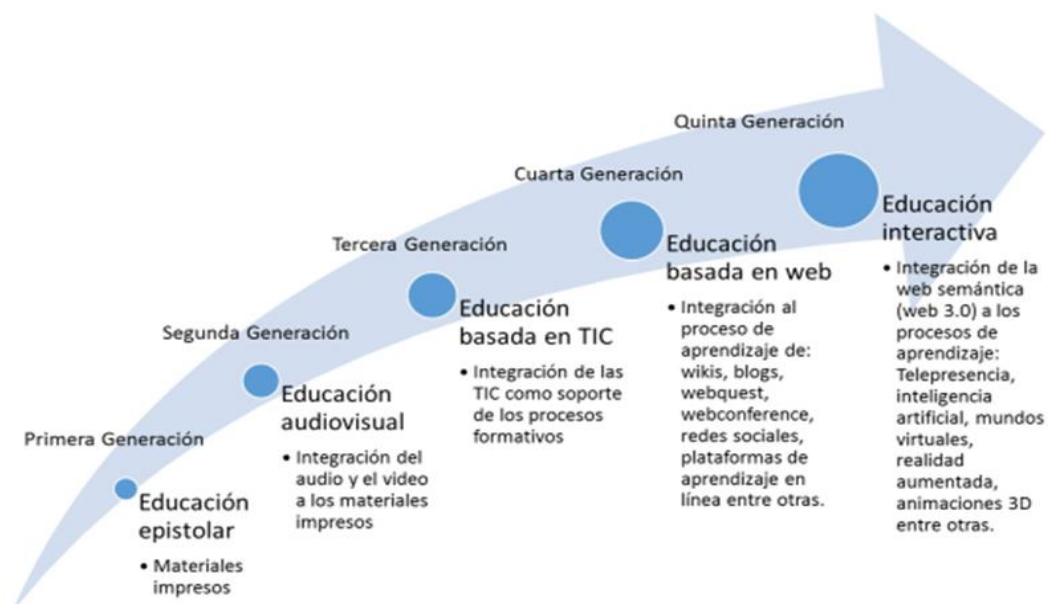 Primera Generación
Educación
epistolar
• Materiales
impresos
Segunda Generación
Educación
audiovisual
• Integración del
audio y el video
a los materiales
impresos
Tercera Generación
Educación
basada en TIC
• Integración de las
TIC como soporte
de los procesos
formativos
Cuarta Generación
Educación
basada en web
• Integración al
proceso de
aprendizaje de:
wikis, blogs,
webquest,
webconference,
redes sociales,
plataformas de
aprendizaje en
línea entre otras.
Quinta Generación
Educación
interactiva
• Integración de la
web semántica
(web 3.0) a los
procesos de
aprendizaje:
Telepresencia,
inteligencia
artificial, mundos
virtuales,
realidad
aumentada,
animaciones 3D
entre otras.